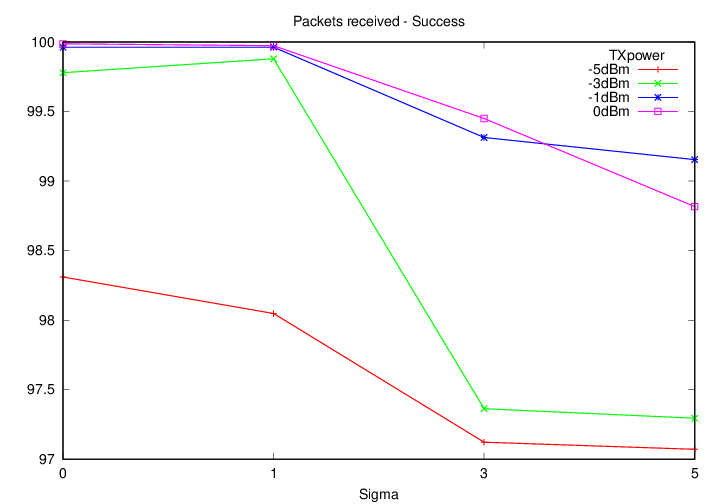 Packets received - Success
100
99.5
99
98.5
98
97.5
97
0 1 3 5
Sigma
TXpower
-5dBm
-3dBm
-1dBm
0dBm